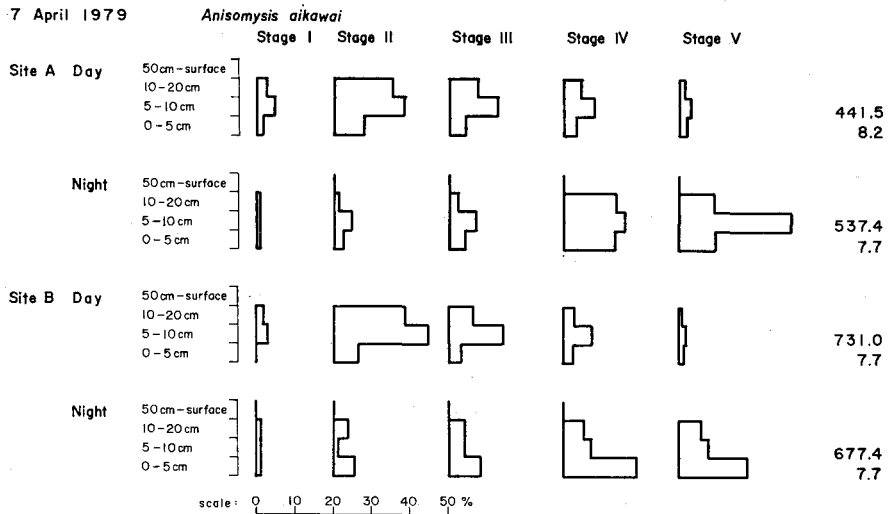 7 April 1979 Anisomysis aikawai
Stage I Stage II Stage III Stage IV Stage V
Site A Day 50cm-surface
10-20cm
5-10cm 441.5
0-5cm 8.2
Night 50cm-surface
10-20cm
5-10cm 537.4
0-5cm 7.7
Site B Day 50cm-surface
10-20cm
5-10cm 731.0
0-5cm 7.7
Night 50cm-surface
10-20cm
5-10cm 677.4
0-5cm 7.7
scale: 0 10 20 30 40 50 %